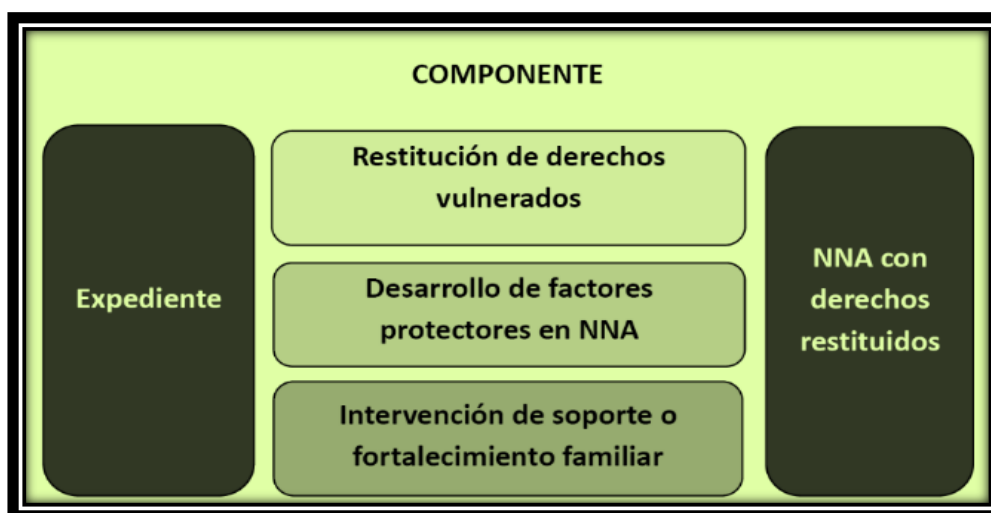 COMPONENTE
Expediente
Restitución de derechos
vulnerados
Desarrollo de factores
protectores en NNA
Intervención de soporte o
fortalecimiento familiar
NNA con
derechos
restituidos